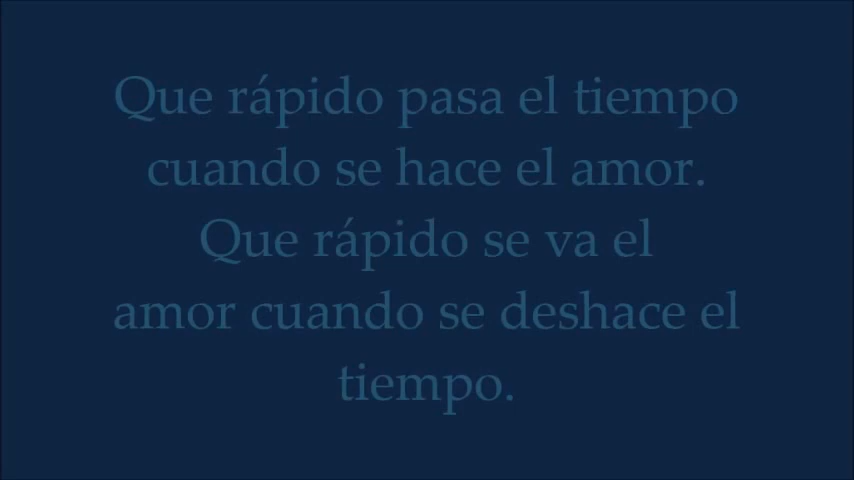 Que rápido pasa el tiempo
cuando se hace el amor.
Que rápido se va el
amor cuando se deshace el
tiempo.